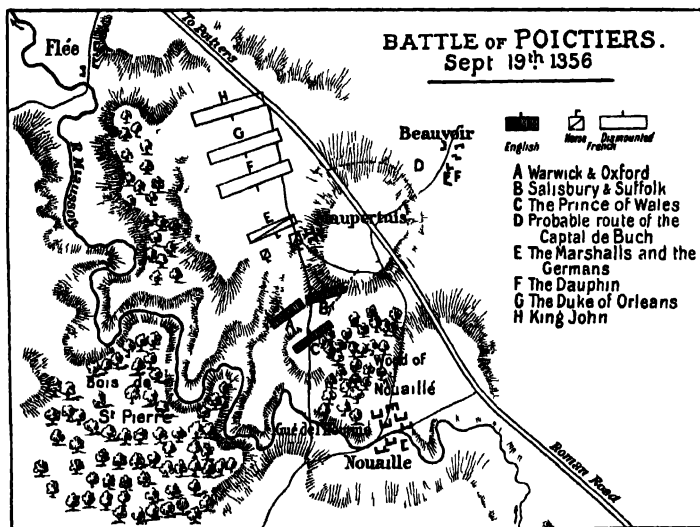 BATTLE OF POICTIERS.
Sept 19th 1356
To Poitiers
Flée
R. Miausson
H
G
F
E
Beauvoir
D
Maupertuis
English
Horse
Dismounted
French
A Warwick & Oxford
B Salisbury & Suffolk
C The Prince of Wales
D Probable route of the
Captal de Buch
E The Marshalls and the
Germans
F The Dauphin
G The Duke of Orleans
H King John
A
B
C
Wood of
Nouaillé
Bois de
St Pierre
Nouaille
Roman Road